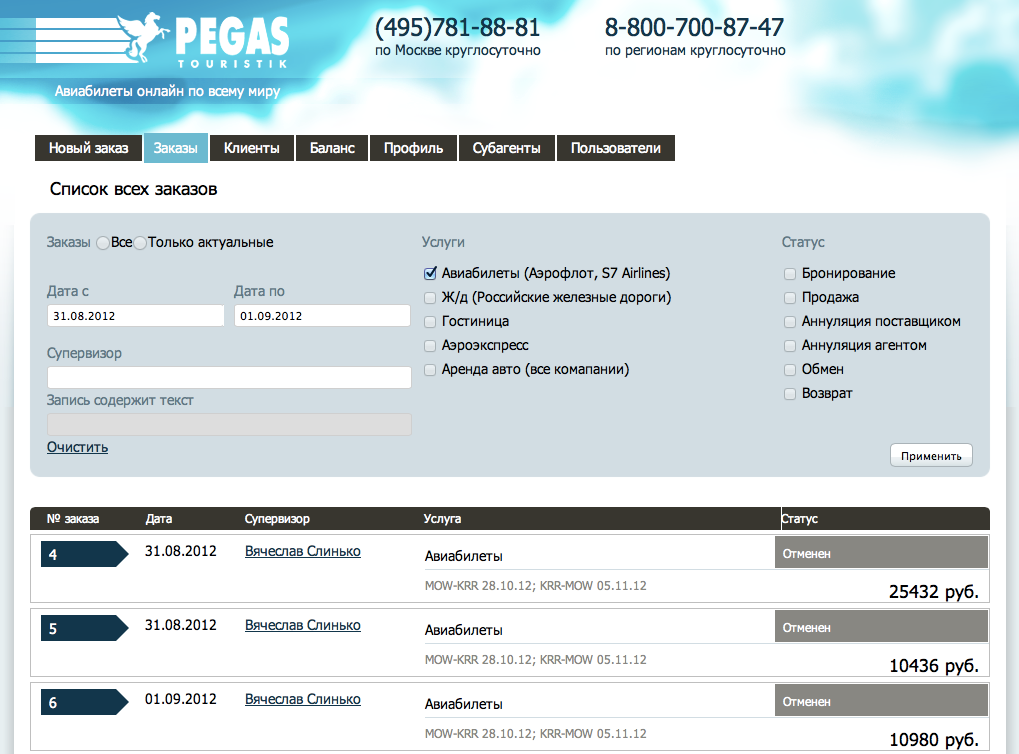 PEGAS
TOURISTIK
Авиабилеты онлайн по всему миру
(495)781-88-81
по Москве круглосуточно
8-800-700-87-47
по регионам круглосуточно
Новый заказ Заказы Клиенты Баланс Профиль Субагенты Пользователи
Список всех заказов
Заказы Все Только актуальные
Дата с Дата по
31.08.2012 01.09.2012
Супервизор
Запись содержит текст
Очистить
Услуги
Авиабилеты (Аэрофлот, S7 Airlines)
Ж/д (Российские железные дороги)
Гостиница
Аэроэкспресс
Аренда авто (все комапании)
Статус
Бронирование
Продажа
Аннуляция поставщиком
Аннуляция агентом
Обмен
Возврат
Применить
№ заказа Дата Супервизор Услуга Статус
4 31.08.2012 Вячеслав Слинько Авиабилеты Отменен
MOW-KRR 28.10.12; KRR-MOW 05.11.12 25432 руб.
5 31.08.2012 Вячеслав Слинько Авиабилеты Отменен
MOW-KRR 28.10.12; KRR-MOW 05.11.12 10436 руб.
6 01.09.2012 Вячеслав Слинько Авиабилеты Отменен
MOW-KRR 28.10.12; KRR-MOW 05.11.12 10980 руб.